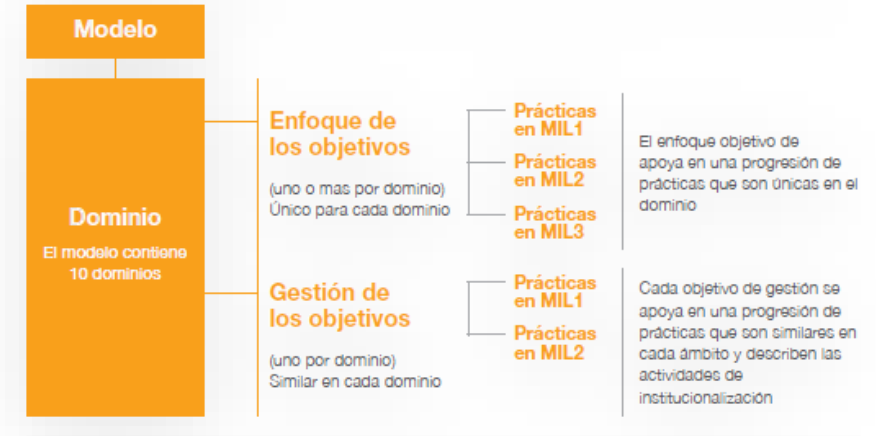 Modelo
Dominio
El modelo contiene
10 dominios
Enfoque de
los objetivos
(uno o mas por dominio)
Único para cada dominio
Prácticas
en MIL1
Prácticas
en MIL2
Prácticas
en MIL3
El enfoque objetivo de
apoya en una progresión de
prácticas que son únicas en el
dominio
Gestión de
los objetivos
(uno por dominio)
Similar en cada dominio
Prácticas
en MIL1
Prácticas
en MIL2
Cada objetivo de gestión se
apoya en una progresión de
prácticas que son similares en
cada ámbito y describen las
actividades de
institucionalización